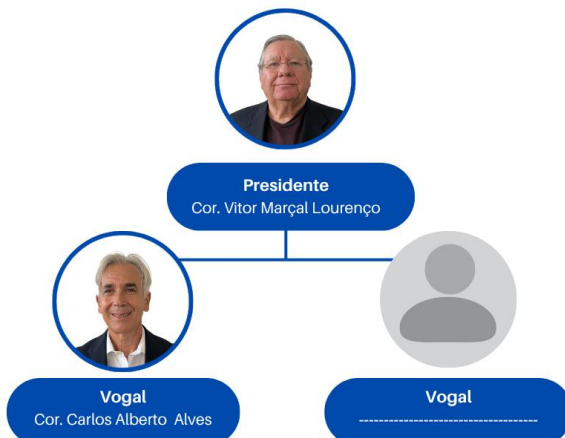 Presidente
Cor. Vitor Marçal Lourenço
Vogal
Cor. Carlos Alberto Alves
Vogal
------------------------------------